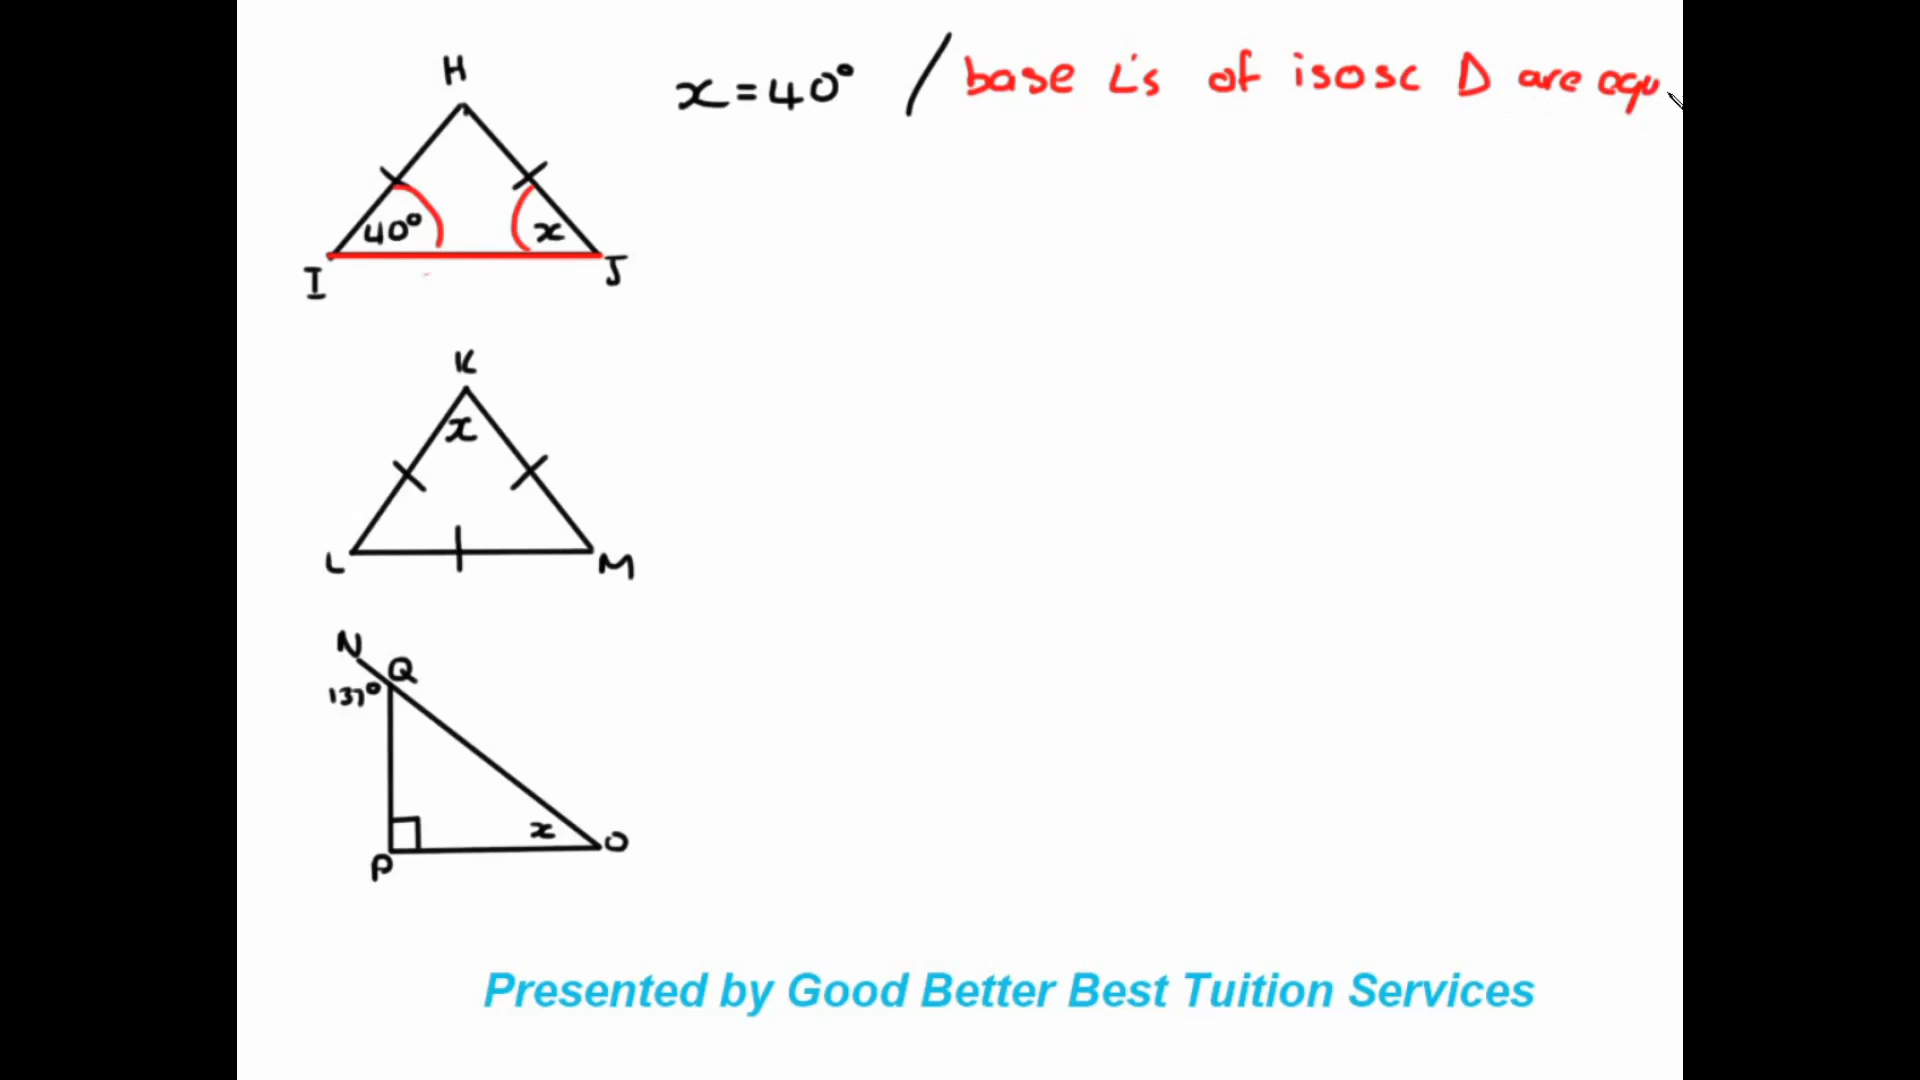 H
x = 40° / base ∠'s of isosc Δ are equ
40°
x
I
J
K
x
L
M
N
Q
137°
x
O
P
Presented by Good Better Best Tuition Services